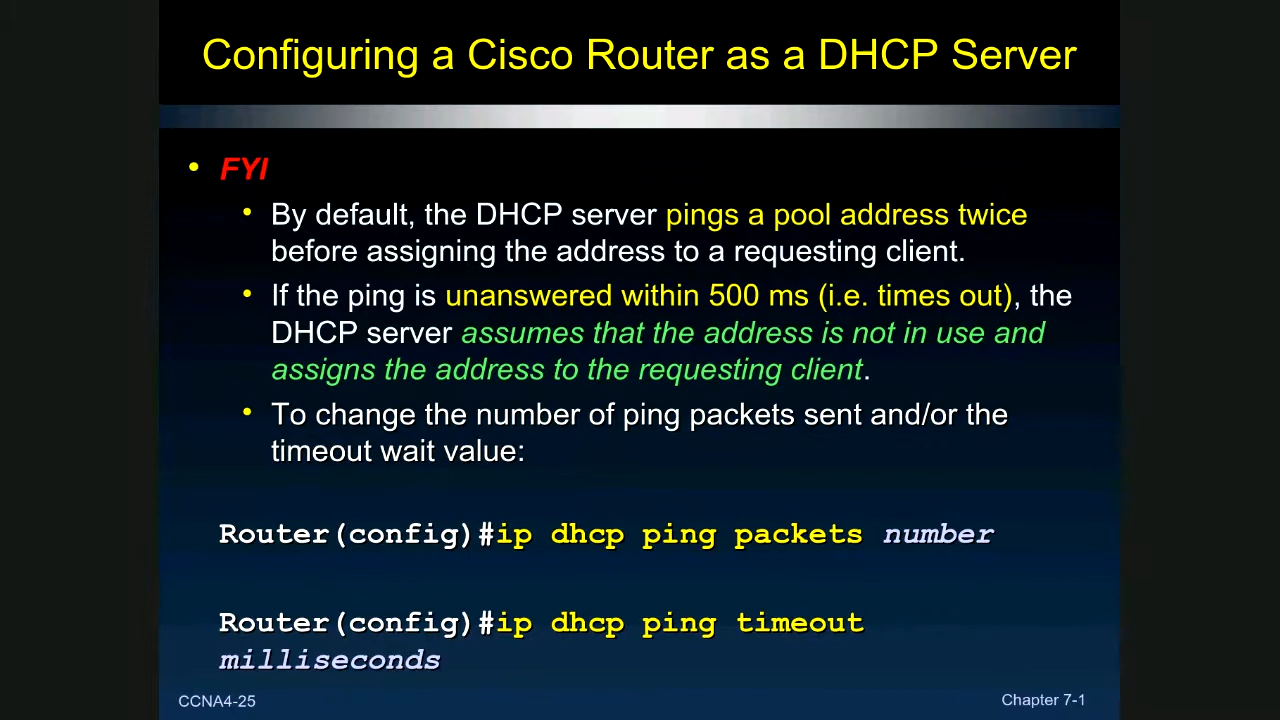 Configuring a Cisco Router as a DHCP Server
• FYI
• By default, the DHCP server pings a pool address twice
before assigning the address to a requesting client.
• If the ping is unanswered within 500 ms (i.e. times out), the
DHCP server assumes that the address is not in use and
assigns the address to the requesting client.
• To change the number of ping packets sent and/or the
timeout wait value:
Router(config)#ip dhcp ping packets number
Router(config)#ip dhcp ping timeout
milliseconds
CCNA4-25
Chapter 7-1